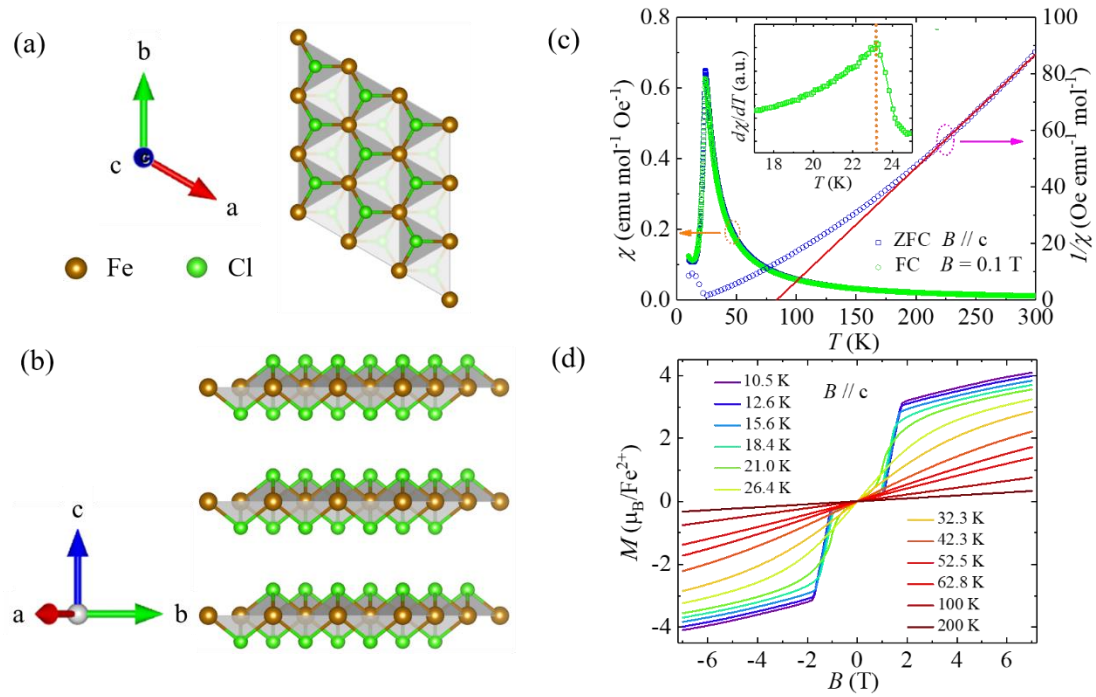 (a)
b
c
c
a
Fe
Cl
(b)
c
a
b
(c)
χ (emu mol⁻¹ Oe⁻¹)
0.8
0.6
0.4
0.2
0.0
dχ/dT (a.u.)
18 20 22 24
T (K)
ZFC B // c
FC B = 0.1 T
100
80
60
40
20
0
1/χ (Oe emu⁻¹ mol⁻¹)
0 50 100 150 200 250 300
T (K)
(d)
M (μB/Fe²⁺)
4
2
0
-2
-4
10.5 K
12.6 K
15.6 K
18.4 K
21.0 K
26.4 K
B // c
32.3 K
42.3 K
52.5 K
62.8 K
100 K
200 K
-6 -4 -2 0 2 4 6
B (T)